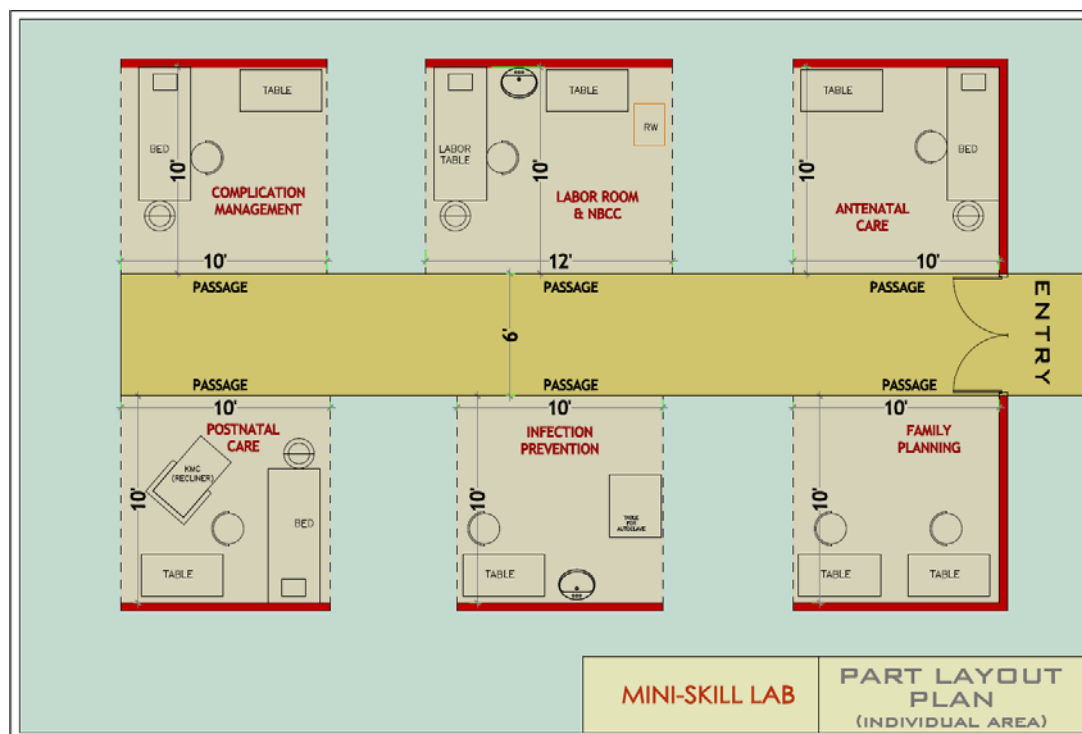 TABLE
BED
10'
COMPLICATION
MANAGEMENT
10'
TABLE
RW
LABOR
TABLE
10'
LABOR ROOM
& NBCC
12'
TABLE
BED
10'
ANTENATAL
CARE
10'
PASSAGE
PASSAGE
PASSAGE
6'
ENTRY
PASSAGE
PASSAGE
PASSAGE
10'
POSTNATAL
CARE
KMC
(RECLINER)
10'
BED
TABLE
10'
INFECTION
PREVENTION
10'
TABLE
FOR
AUTOCLAVE
TABLE
10'
FAMILY
PLANNING
10'
TABLE
TABLE
MINI-SKILL LAB
PART LAYOUT
PLAN
(INDIVIDUAL AREA)